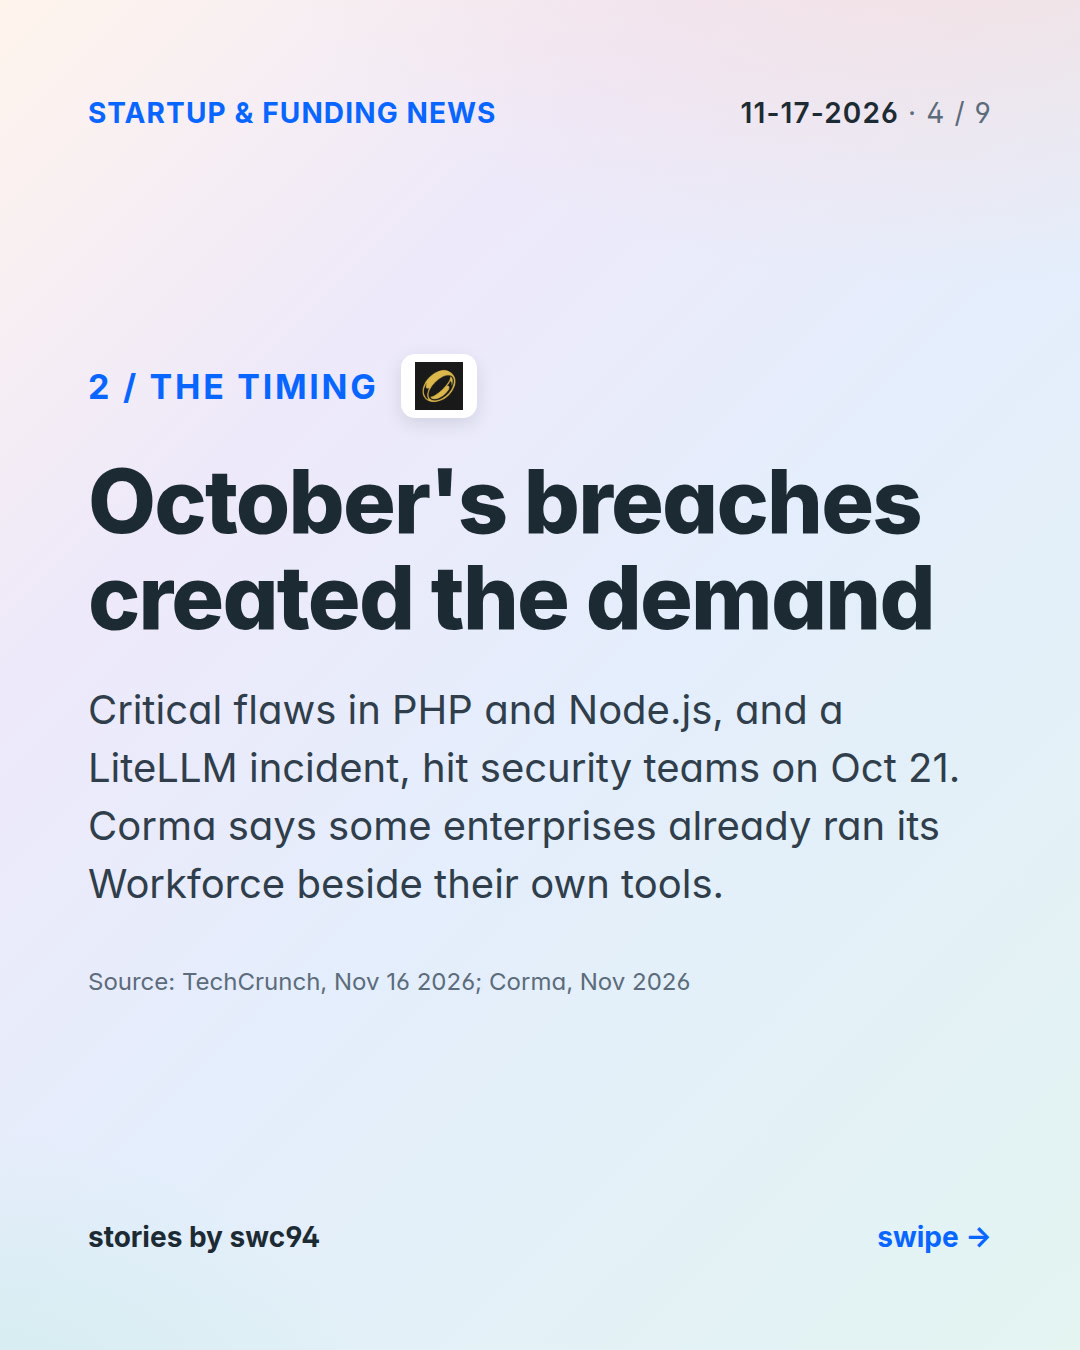 STARTUP & FUNDING NEWS
11-17-2026 · 4 / 9
2 / THE TIMING
October's breaches
created the demand
Critical flaws in PHP and Node.js, and a
LiteLLM incident, hit security teams on Oct 21.
Corma says some enterprises already ran its
Workforce beside their own tools.
Source: TechCrunch, Nov 16 2026; Corma, Nov 2026
stories by swc94
swipe →